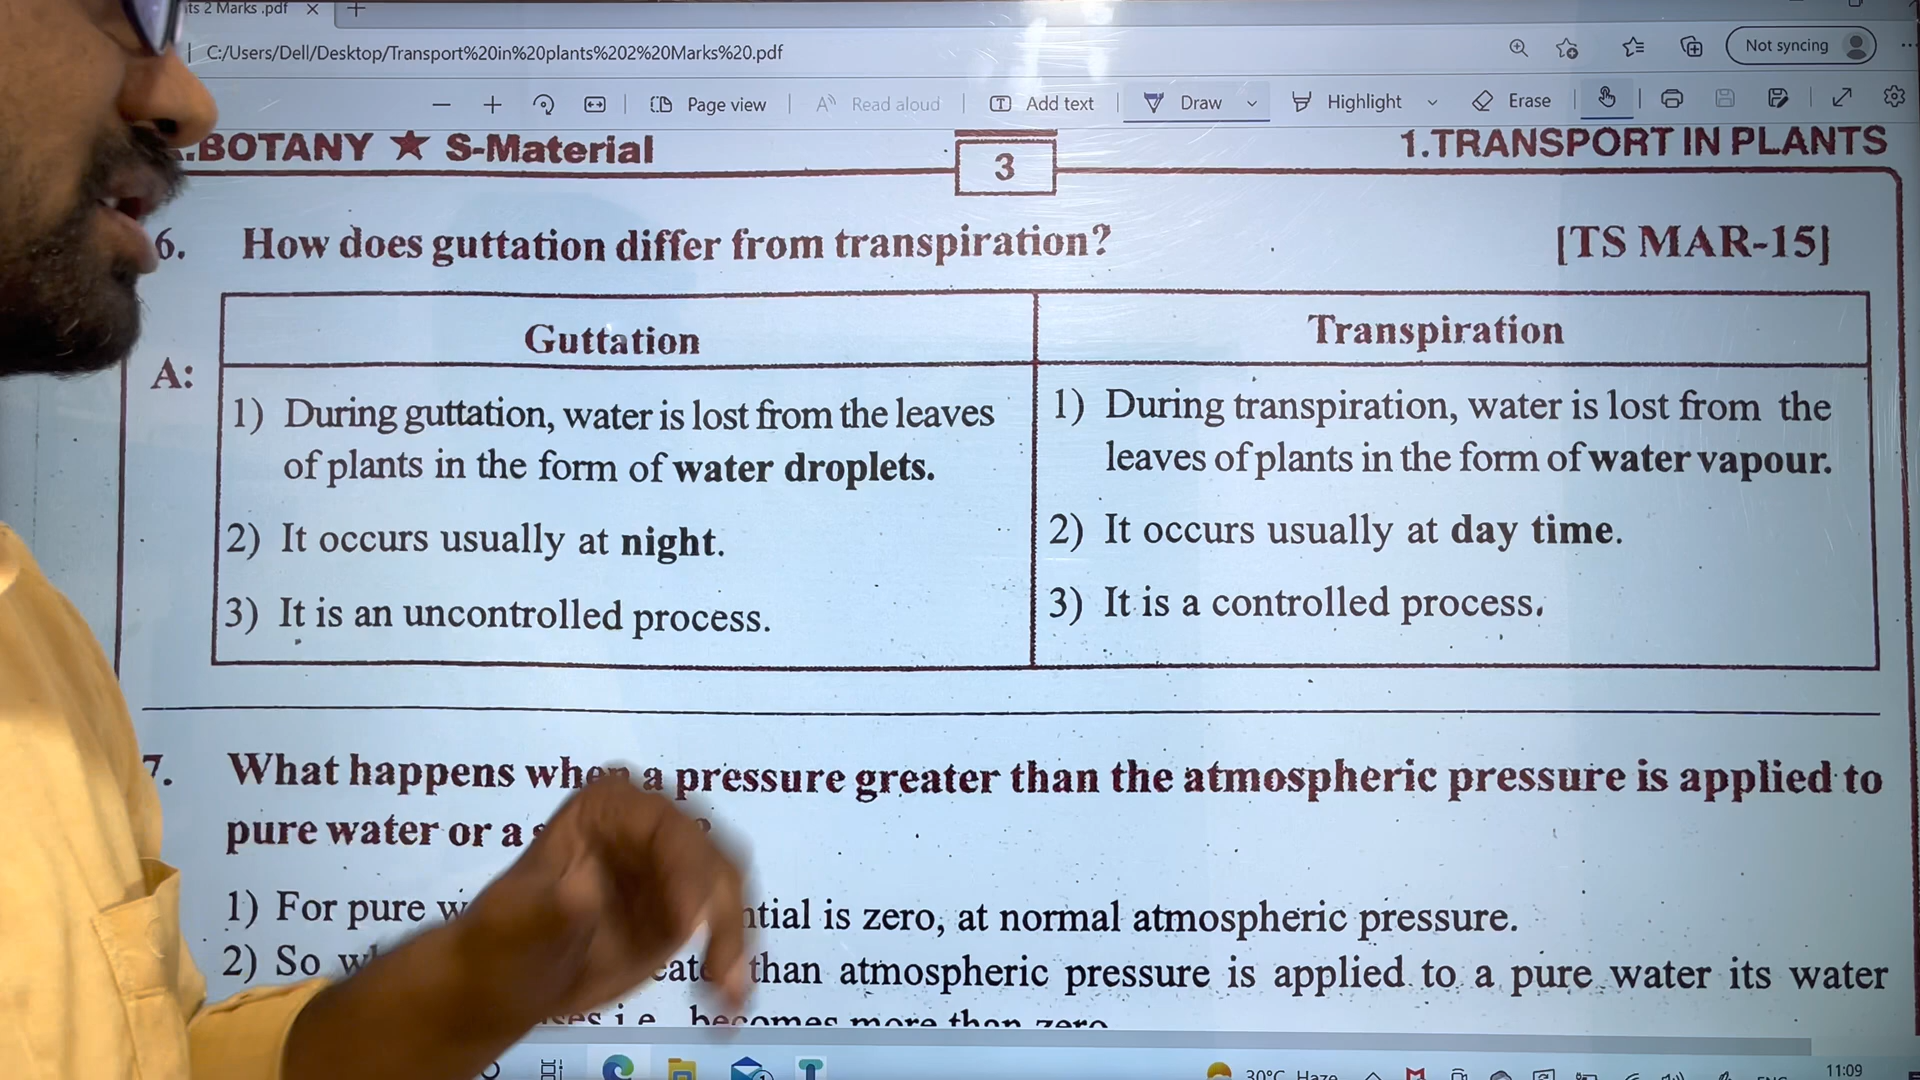 ts 2 Marks .pdf
C:/Users/Dell/Desktop/Transport%20in%20plants%202%20Marks%20.pdf
Not syncing
Page view
Read aloud
Add text
Draw
Highlight
Erase
.BOTANY ★ S-Material
3
1.TRANSPORT IN PLANTS
6. How does guttation differ from transpiration? [TS MAR-15]
A:
Guttation
1) During guttation, water is lost from the leaves
of plants in the form of water droplets.
2) It occurs usually at night.
3) It is an uncontrolled process.
Transpiration
1) During transpiration, water is lost from the
leaves of plants in the form of water vapour.
2) It occurs usually at day time.
3) It is a controlled process.
7. What happens when a pressure greater than the atmospheric pressure is applied to
pure water or a
1) For pure ntial is zero, at normal atmospheric pressure.
2) So than atmospheric pressure is applied to a pure water its water
i.e. becomes more than zero
30°C Haze
ENG
11:09